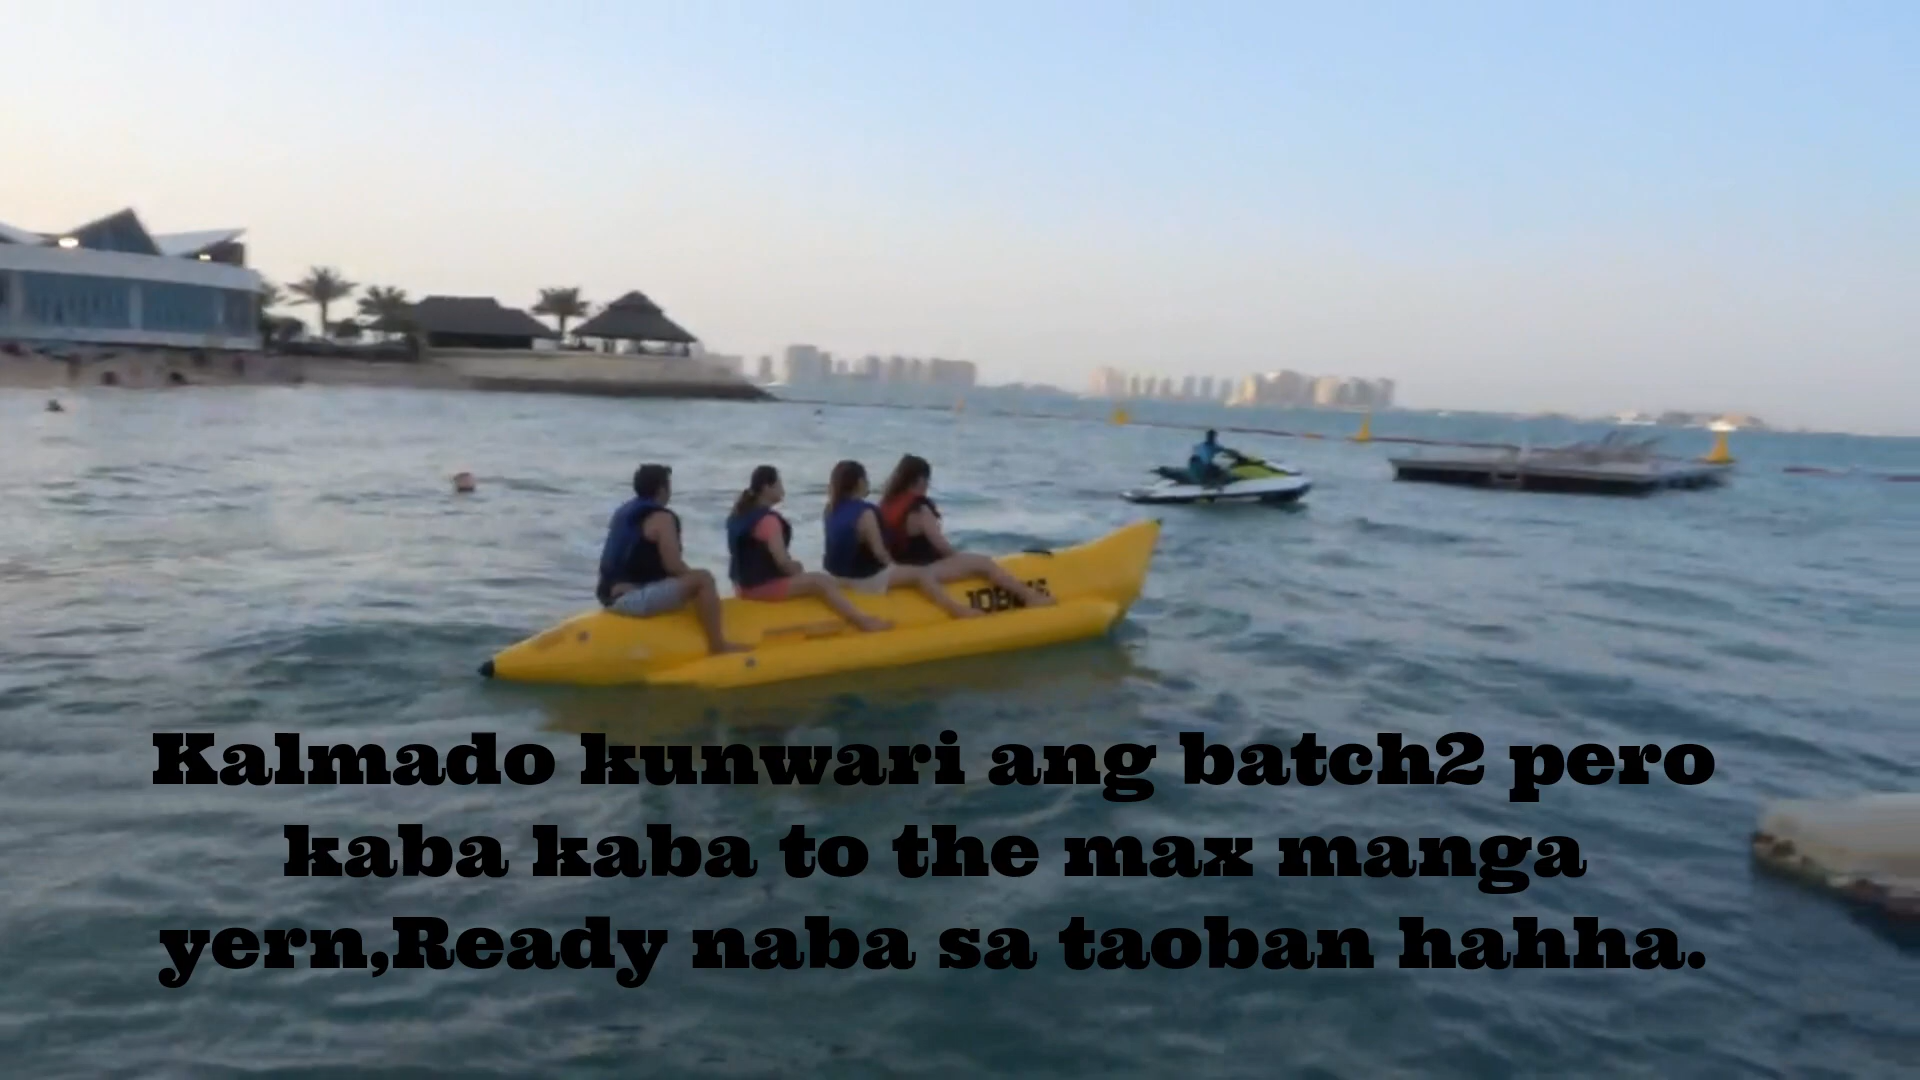 Kalmado kunwari ang batch2 pero
kaba kaba to the max manga
yern,Ready naba sa taoban hahha.